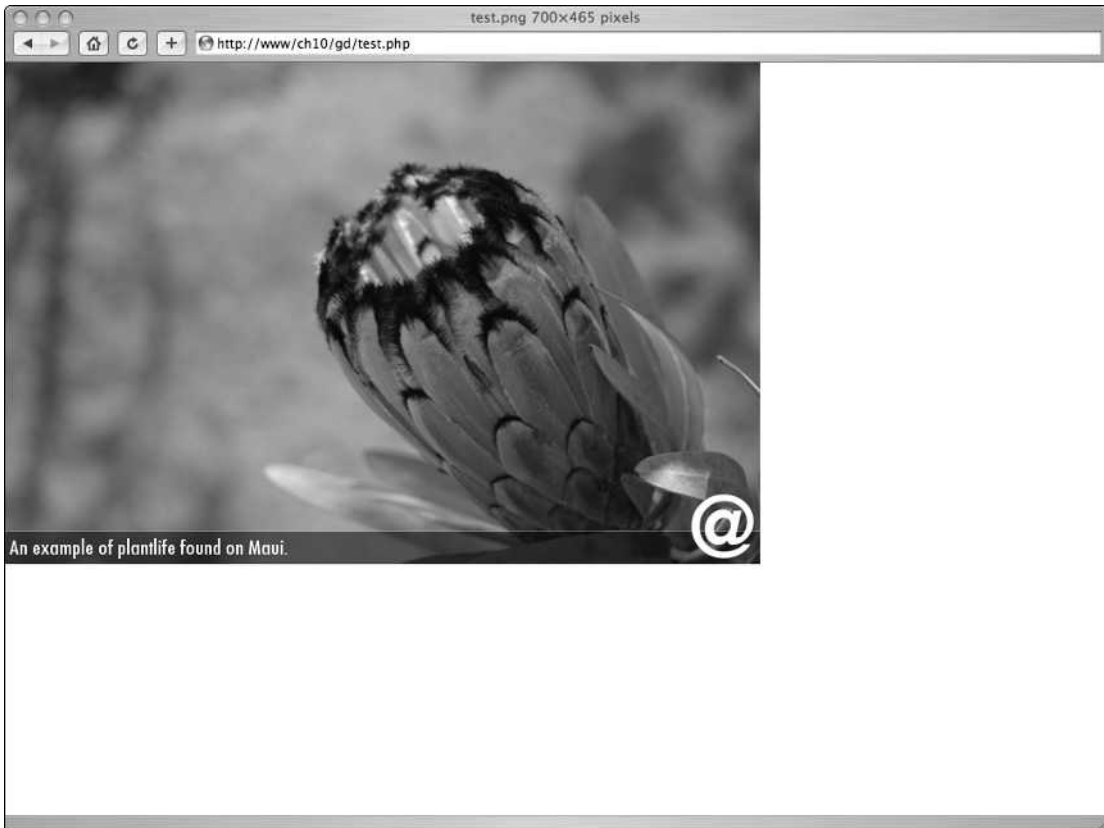 test.png 700×465 pixels
http://www/ch10/gd/test.php
An example of plantlife found on Maui.
@